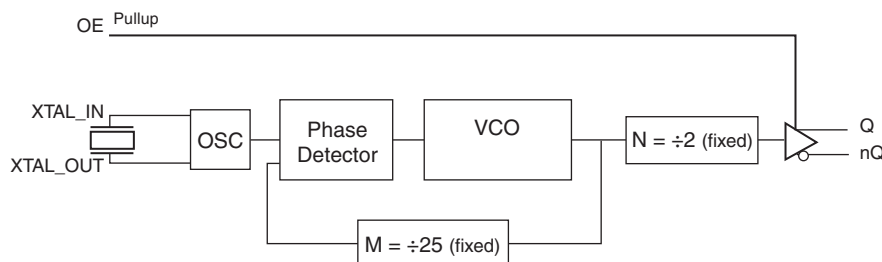 OE Pullup
XTAL_IN
XTAL_OUT
OSC
Phase
Detector
VCO
N = ÷2 (fixed)
Q
nQ
M = ÷25 (fixed)